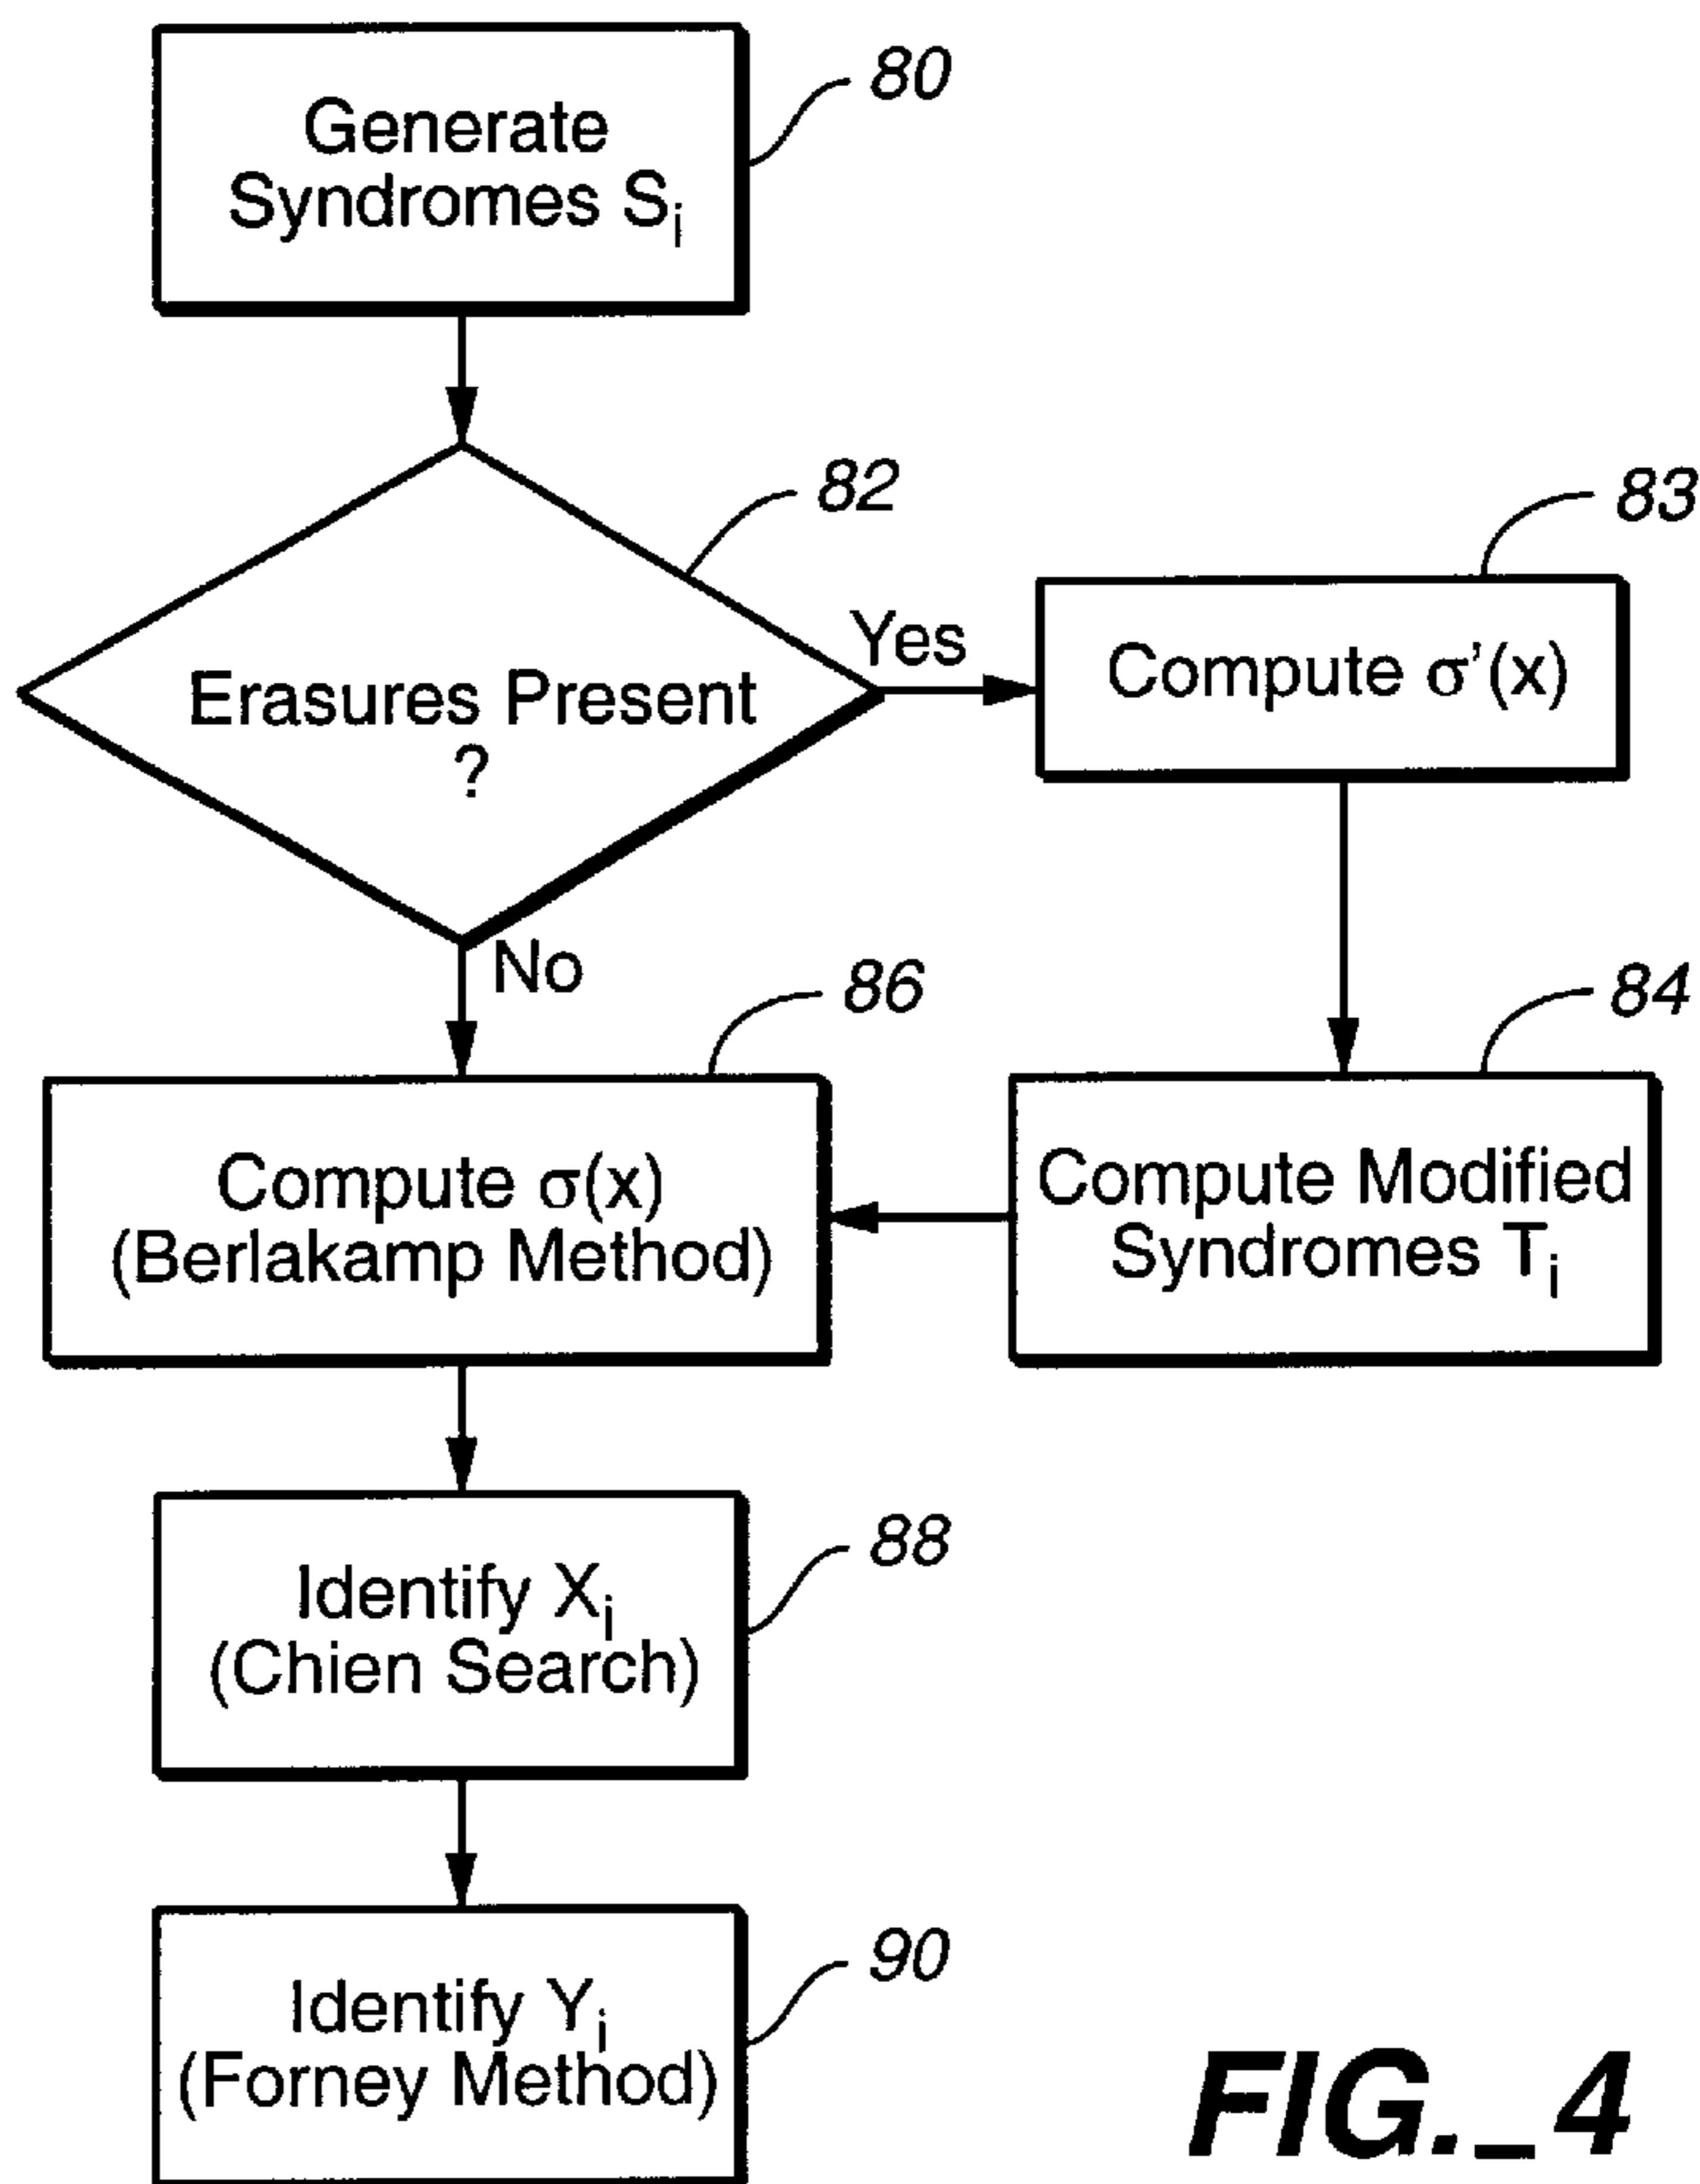 80
Generate
Syndromes Si
82
83
Erasures Present
?
Yes
Compute σ'(x)
No
86
84
Compute σ(x)
(Berlakamp Method)
Compute Modified
Syndromes Ti
88
Identify Xi
(Chien Search)
90
Identify Yi
(Forney Method)
FIG._4